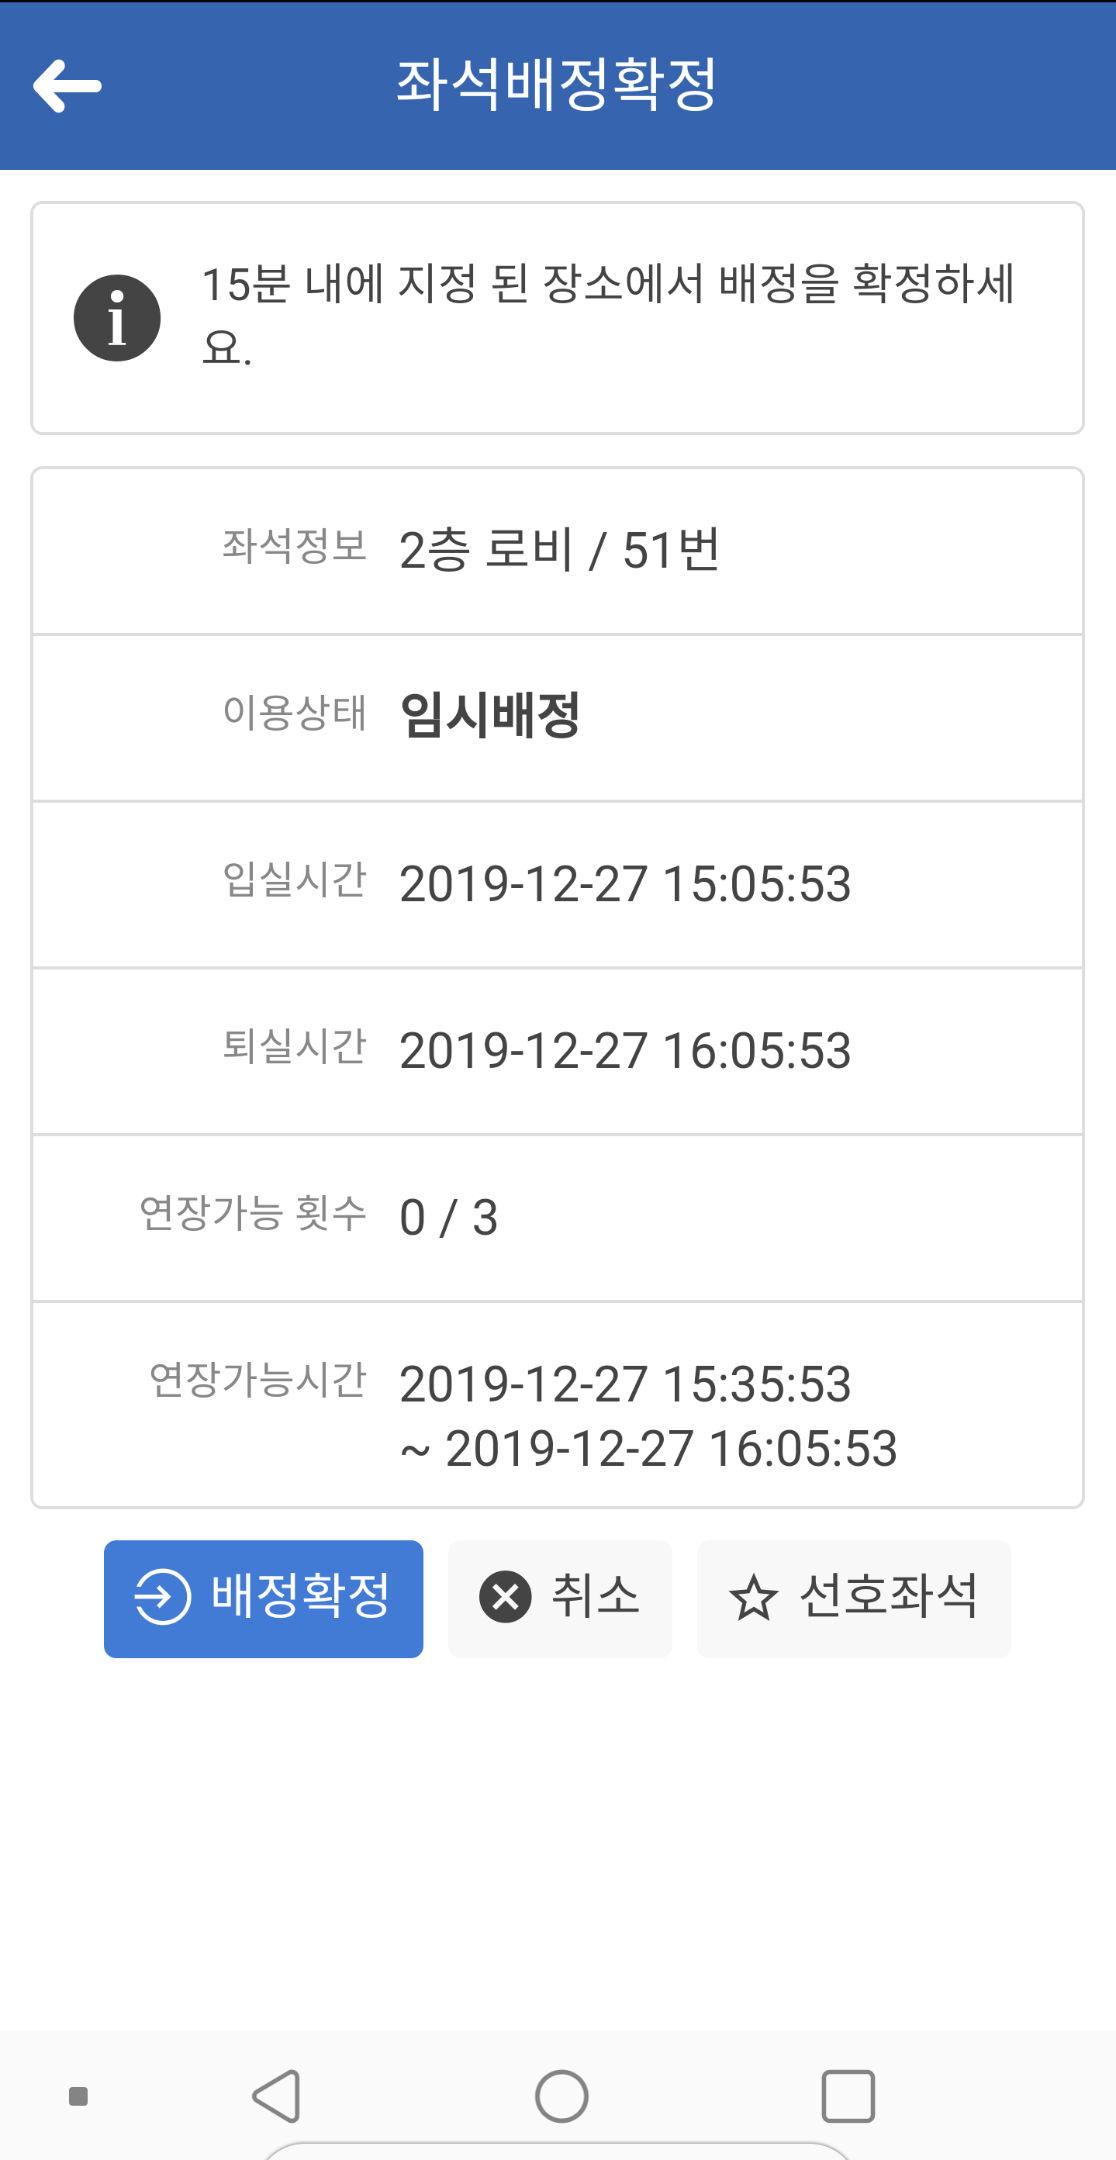 좌석배정확정
15분 내에 지정 된 장소에서 배정을 확정하세
요.
좌석정보 2층 로비 / 51번
이용상태 임시배정
입실시간 2019-12-27 15:05:53
퇴실시간 2019-12-27 16:05:53
연장가능 횟수 0 / 3
연장가능시간 2019-12-27 15:35:53
~ 2019-12-27 16:05:53
배정확정 취소 선호좌석